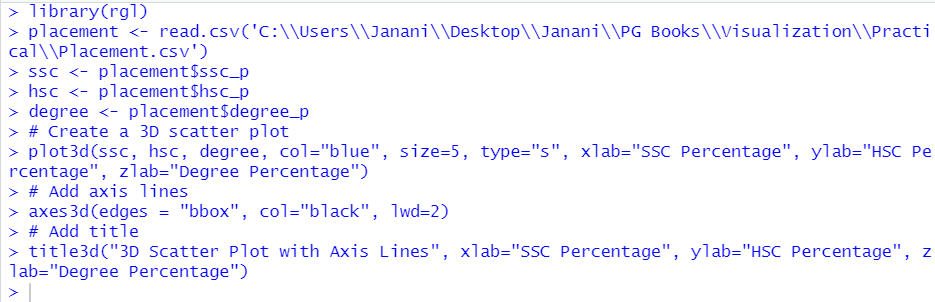 > library(rgl)
> placement <- read.csv('C:\\Users\\Janani\\Desktop\\Janani\\PG Books\\Visualization\\Practi
cal\\Placement.csv')
> ssc <- placement$ssc_p
> hsc <- placement$hsc_p
> degree <- placement$degree_p
> # Create a 3D scatter plot
> plot3d(ssc, hsc, degree, col="blue", size=5, type="s", xlab="SSC Percentage", ylab="HSC Pe
rcentage", zlab="Degree Percentage")
> # Add axis lines
> axes3d(edges = "bbox", col="black", lwd=2)
> # Add title
> title3d("3D Scatter Plot with Axis Lines", xlab="SSC Percentage", ylab="HSC Percentage", z
lab="Degree Percentage")
>